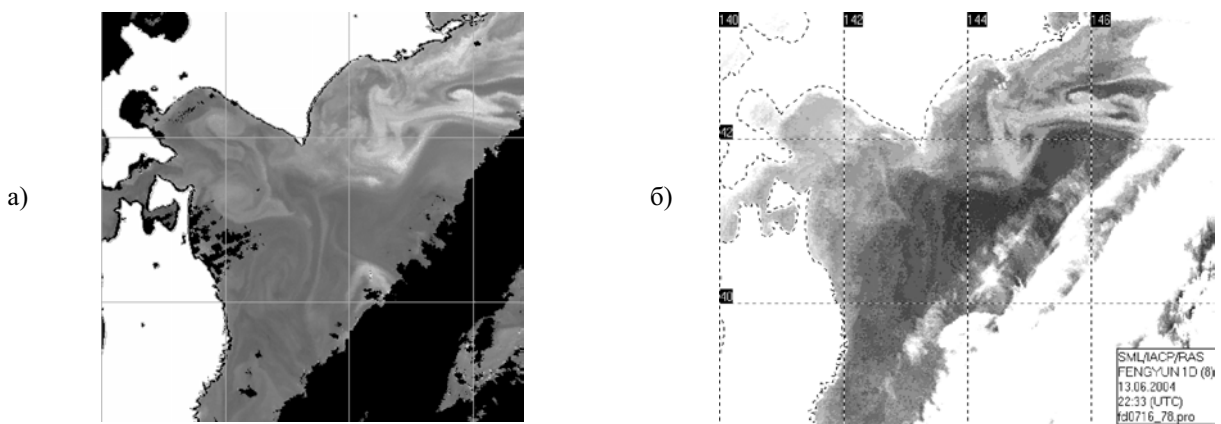 а)
б)
140
142
144
146
42
40
SML/IACP/RAS
FENGYUN 1D (8)
13.06.2004
22:33 (UTC)
fd0716_78.pro